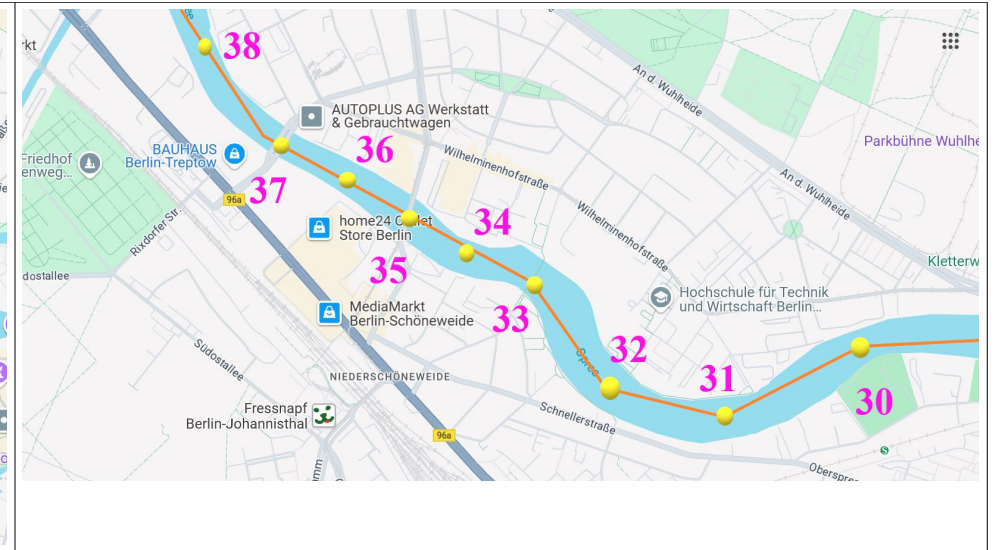 rkt
38
AUTOPLUS AG Werkstatt
& Gebrauchtwagen
An d. Wuhlheide
BAUHAUS
Berlin-Treptow
36
Wilhelminenhofstraße
Parkbühne Wuhlhe
Friedhof
enweg...
37
96a
An d. Wuhlheide
Rixdorfer Str.
home24 O let
Store Berlin
34
Wilhelminenhofstraße
35
Kletterw
dostallee
MediaMarkt
Berlin-Schöneweide
33
Hochschule für Technik
und Wirtschaft Berlin...
Spree
32
Südostallee
NIEDERSCHÖNEWEIDE
31
30
Fressnapf
Berlin-Johannisthal
Schnellerstraße
96a
Oberspre
S